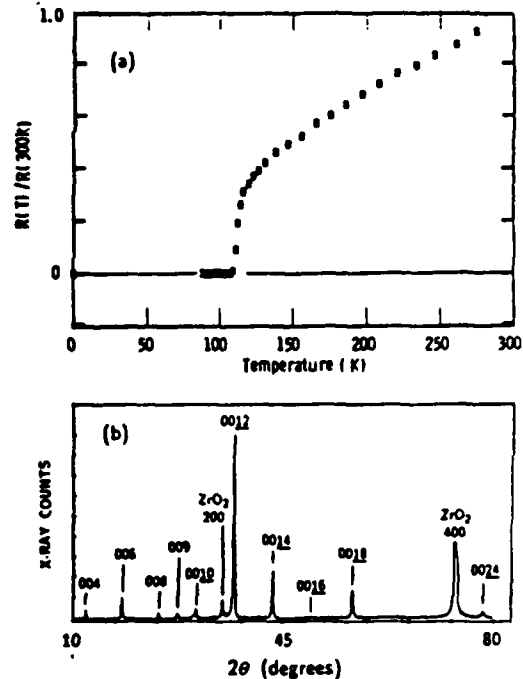 1.0
(a)
R(T)/R(300K)
0
0 50 100 150 200 250 300
Temperature (K)
(b)
X-RAY COUNTS
004
006
008
009
0010
ZrO2
200
0012
0014
0016
0018
ZrO2
400
0024
10 45 80
2θ (degrees)